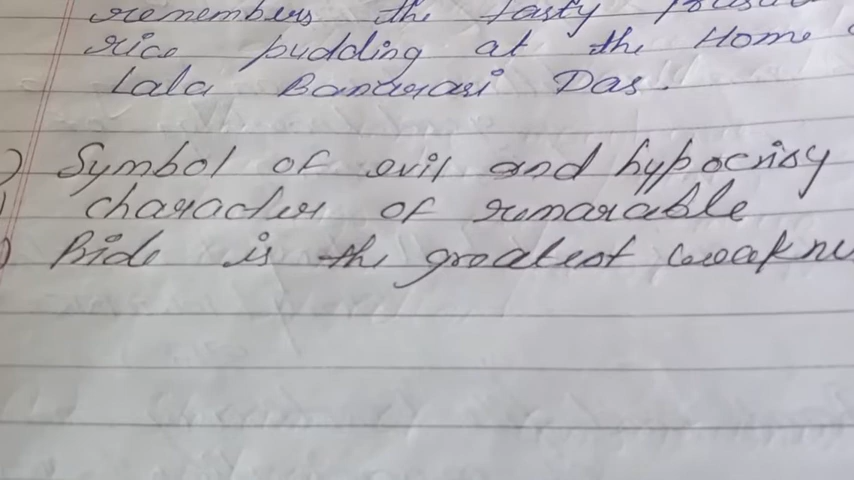 remembers the tasty
rice pudding at the Home
Lala Banarasi Das.
) Symbol of evil and hypocrisy
character of remarable
) Pride is the greatest weakne